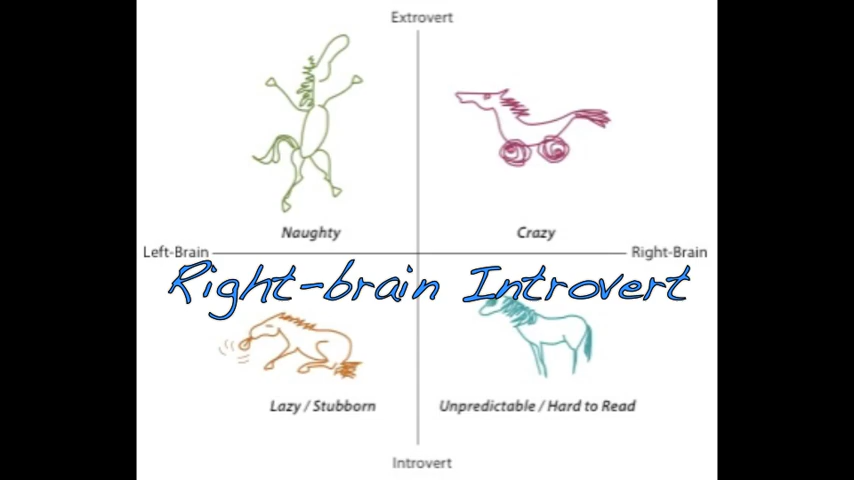 Extrovert
Naughty
Crazy
Left-Brain
Right-Brain
Right-brain Introvert
Lazy / Stubborn
Unpredictable / Hard to Read
Introvert